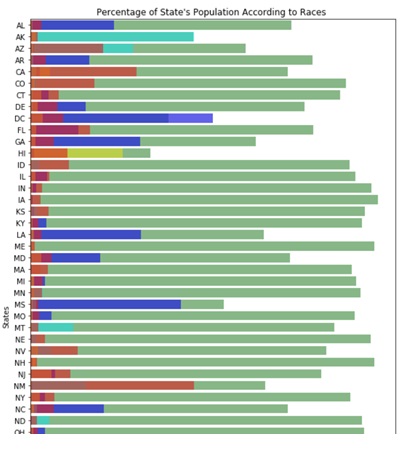 Percentage of State's Population According to Races
AL
AK
AZ
AR
CA
CO
CT
DE
DC
FL
GA
HI
ID
IL
IN
IA
KS
KY
LA
ME
MD
MA
MI
MN
MS
MO
MT
NE
NV
NH
NJ
NM
NY
NC
ND
OH
States